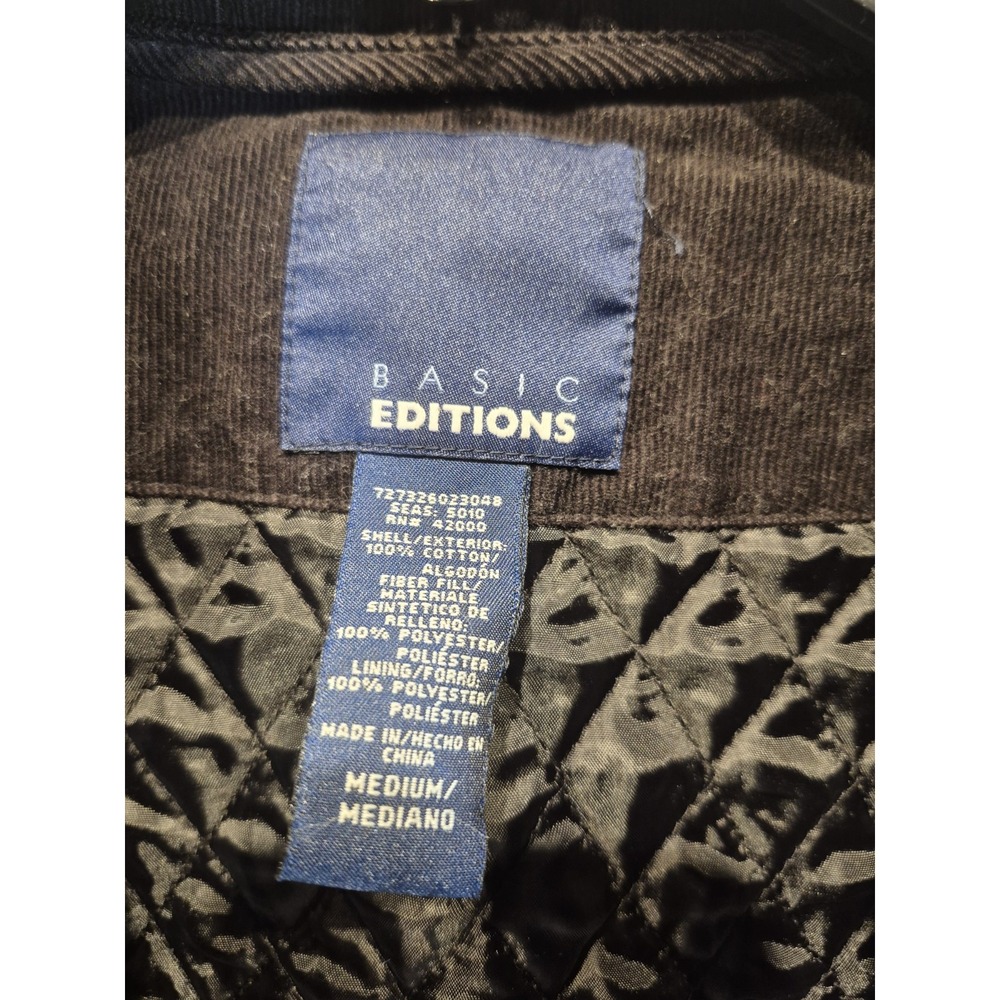 BASIC
EDITIONS
727326023048
SEAS: 5010
RN# 42000
SHELL/EXTERIOR:
100% COTTON/
ALGODÓN
FIBER FILL/
MATERIALE
SINTETICO DE
RELLENO:
100% POLYESTER/
POLIÉSTER
LINING/FORRO:
100% POLYESTER/
POLIÉSTER
MADE IN/HECHO EN
CHINA
MEDIUM/
MEDIANO